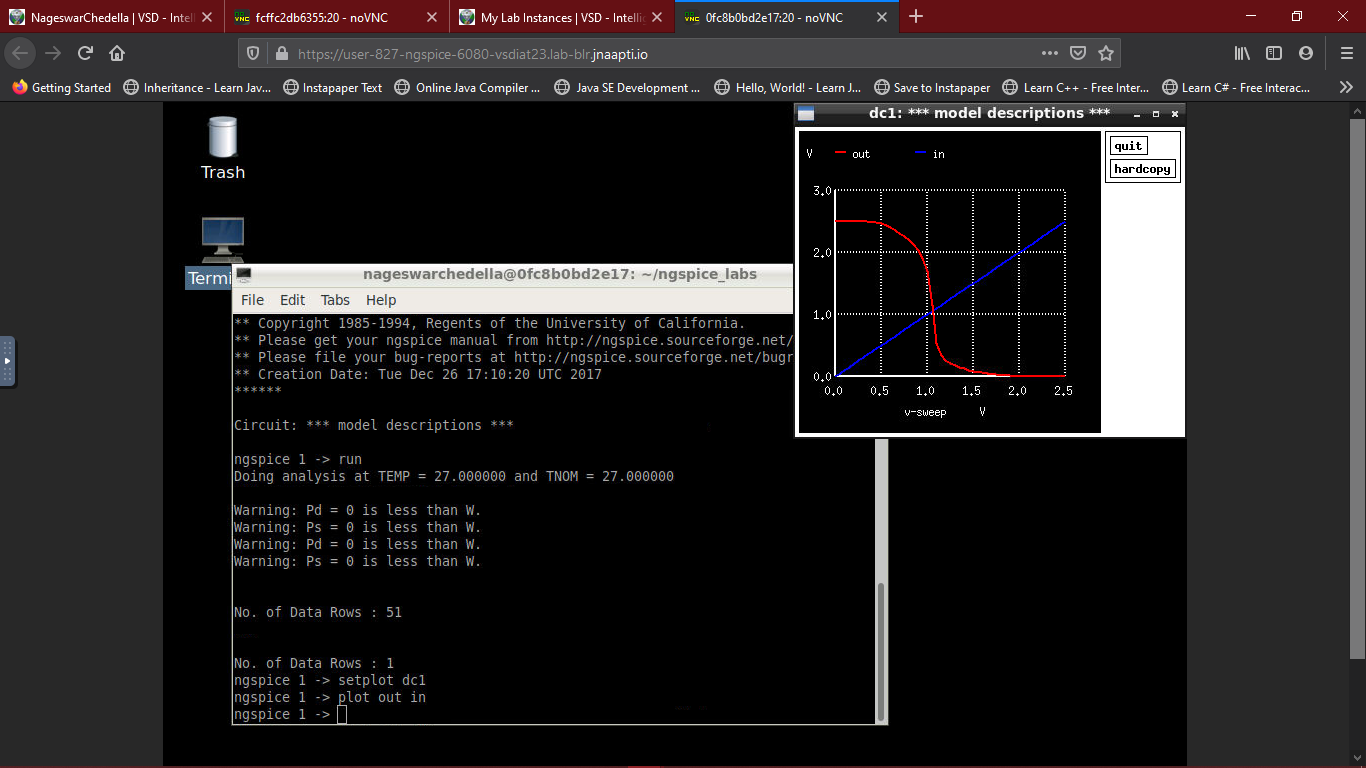 NageswarChedella | VSD - Intell
fcffc2db6355:20 - noVNC
My Lab Instances | VSD - Intellig
0fc8b0bd2e17:20 - noVNC
https://user-827-ngspice-6080-vsdiat23.lab-blr.jnaapti.io
Getting Started
Inheritance - Learn Jav...
Instapaper Text
Online Java Compiler ...
Java SE Development ...
Hello, World! - Learn J...
Save to Instapaper
Learn C++ - Free Inter...
Learn C# - Free Interac...
Trash
Termi
nageswarchedella@0fc8b0bd2e17: ~/ngspice_labs
File Edit Tabs Help
** Copyright 1985-1994, Regents of the University of California.
** Please get your ngspice manual from http://ngspice.sourceforge.net/
** Please file your bug-reports at http://ngspice.sourceforge.net/bugr
** Creation Date: Tue Dec 26 17:10:20 UTC 2017
******
Circuit: *** model descriptions ***
ngspice 1 -> run
Doing analysis at TEMP = 27.000000 and TNOM = 27.000000
Warning: Pd = 0 is less than W.
Warning: Ps = 0 is less than W.
Warning: Pd = 0 is less than W.
Warning: Ps = 0 is less than W.
No. of Data Rows : 51
No. of Data Rows : 1
ngspice 1 -> setplot dc1
ngspice 1 -> plot out in
ngspice 1 ->
dc1: *** model descriptions ***
quit
hardcopy
V out in
3.0
2.0
1.0
0.0
0.0 0.5 1.0 1.5 2.0 2.5
v-sweep V